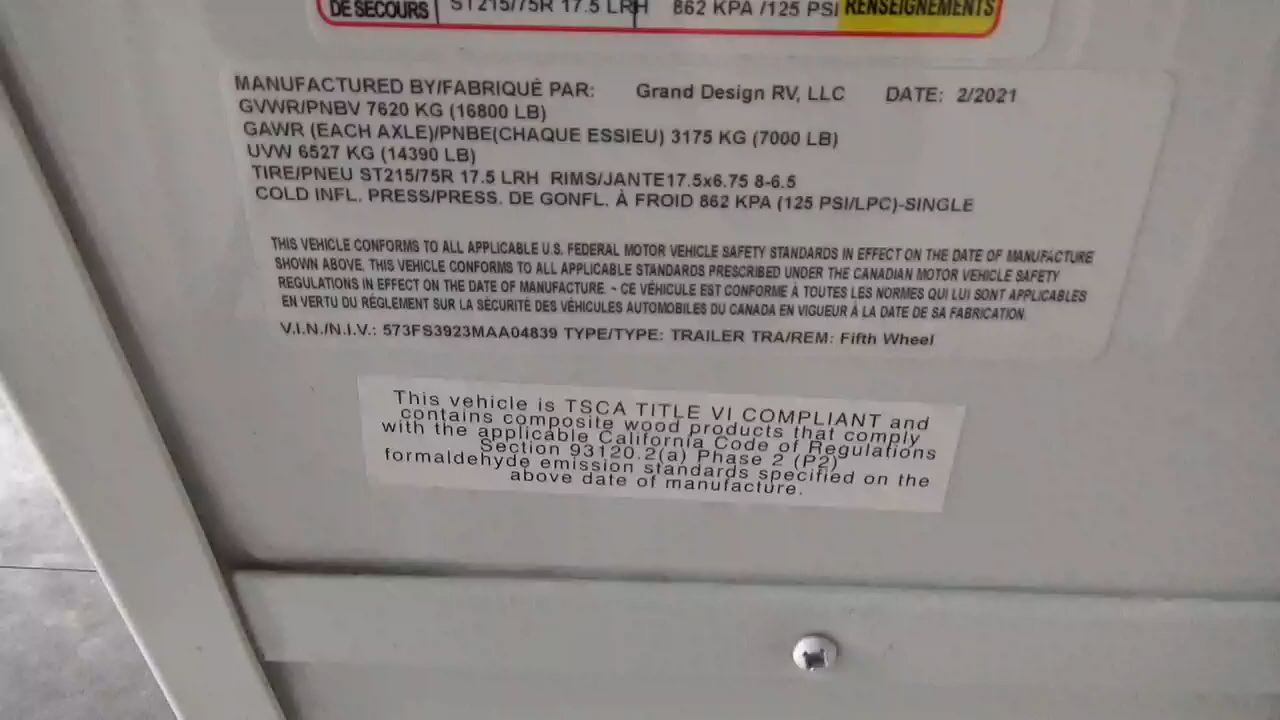 DE SECOURS ST215/75R 17.5 LRH 862 KPA /125 PSI RENSEIGNEMENTS
MANUFACTURED BY/FABRIQUÉ PAR: Grand Design RV, LLC DATE: 2/2021
GVWR/PNBV 7620 KG (16800 LB)
GAWR (EACH AXLE)/PNBE(CHAQUE ESSIEU) 3175 KG (7000 LB)
UVW 6527 KG (14390 LB)
TIRE/PNEU ST215/75R 17.5 LRH RIMS/JANTE17.5x6.75 8-6.5
COLD INFL. PRESS/PRESS. DE GONFL. À FROID 862 KPA (125 PSI/LPC)-SINGLE
THIS VEHICLE CONFORMS TO ALL APPLICABLE U.S. FEDERAL MOTOR VEHICLE SAFETY STANDARDS IN EFFECT ON THE DATE OF MANUFACTURE
SHOWN ABOVE. THIS VEHICLE CONFORMS TO ALL APPLICABLE STANDARDS PRESCRIBED UNDER THE CANADIAN MOTOR VEHICLE SAFETY
REGULATIONS IN EFFECT ON THE DATE OF MANUFACTURE. - CE VÉHICULE EST CONFORME À TOUTES LES NORMES QUI LUI SONT APPLICABLES
EN VERTU DU RÉGLEMENT SUR LA SÉCURITÉ DES VÉHICULES AUTOMOBILES DU CANADA EN VIGUEUR À LA DATE DE SA FABRICATION.
V.I.N./N.I.V.: 573FS3923MAA04839 TYPE/TYPE: TRAILER TRA/REM: Fifth Wheel
This vehicle is TSCA TITLE VI COMPLIANT and
contains composite wood products that comply
with the applicable California Code of Regulations
Section 93120.2(a) Phase 2 (P2)
formaldehyde emission standards specified on the
above date of manufacture.